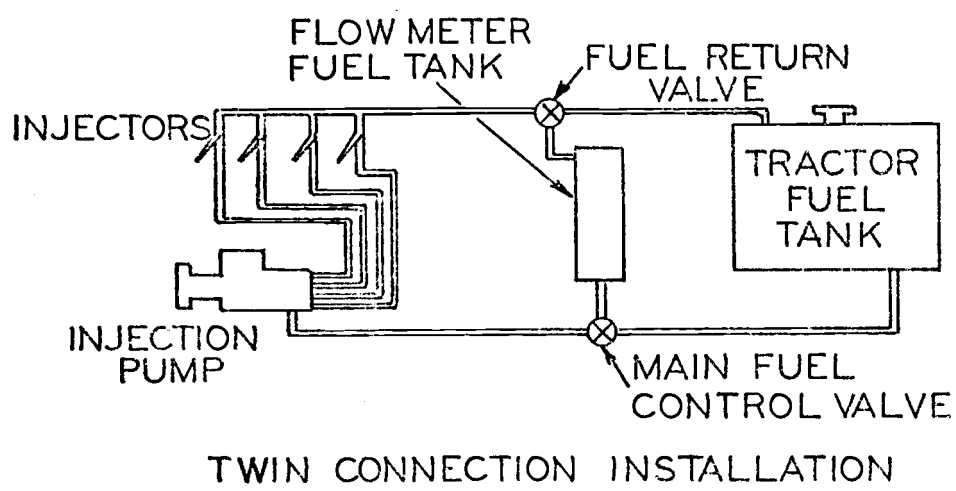 FLOW METER
FUEL TANK
FUEL RETURN
VALVE
INJECTORS
TRACTOR
FUEL
TANK
INJECTION
PUMP
MAIN FUEL
CONTROL VALVE
TWIN CONNECTION INSTALLATION